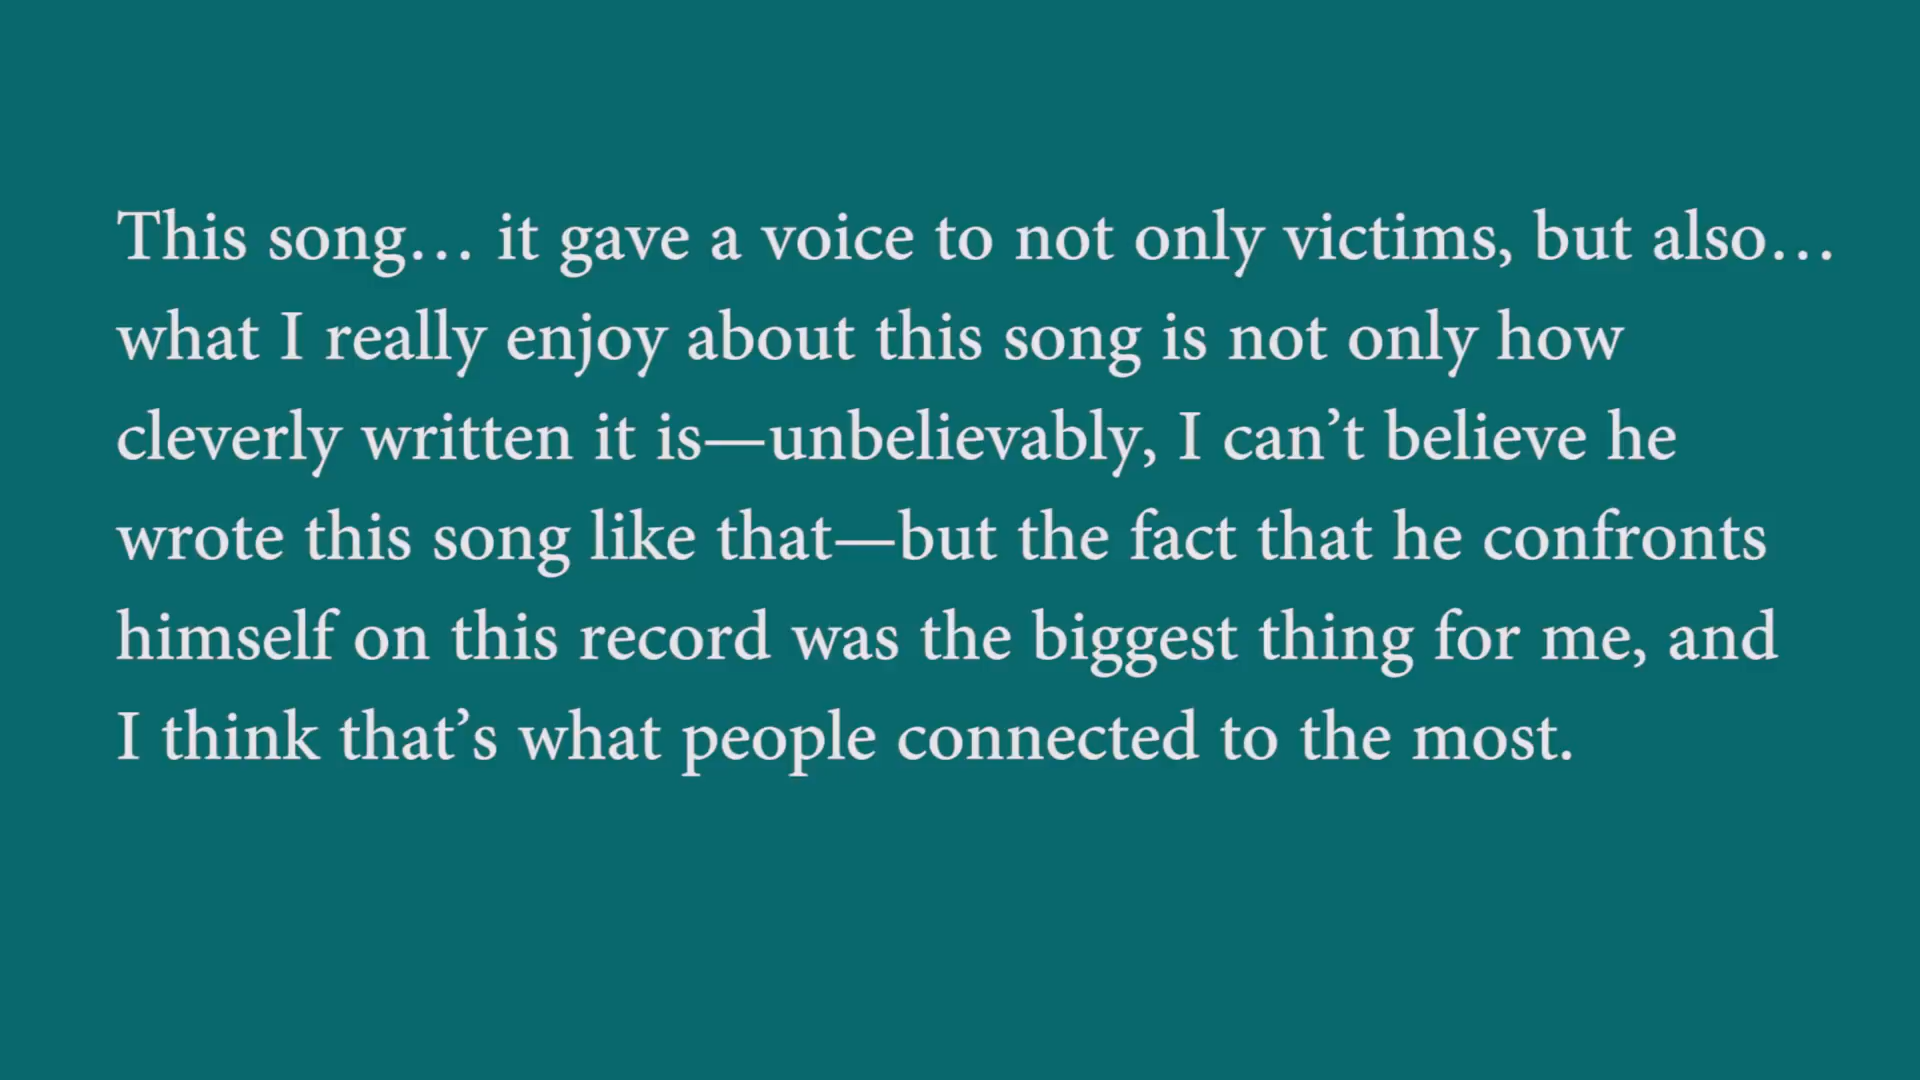 This song… it gave a voice to not only victims, but also…
what I really enjoy about this song is not only how
cleverly written it is—unbelievably, I can’t believe he
wrote this song like that—but the fact that he confronts
himself on this record was the biggest thing for me, and
I think that’s what people connected to the most.